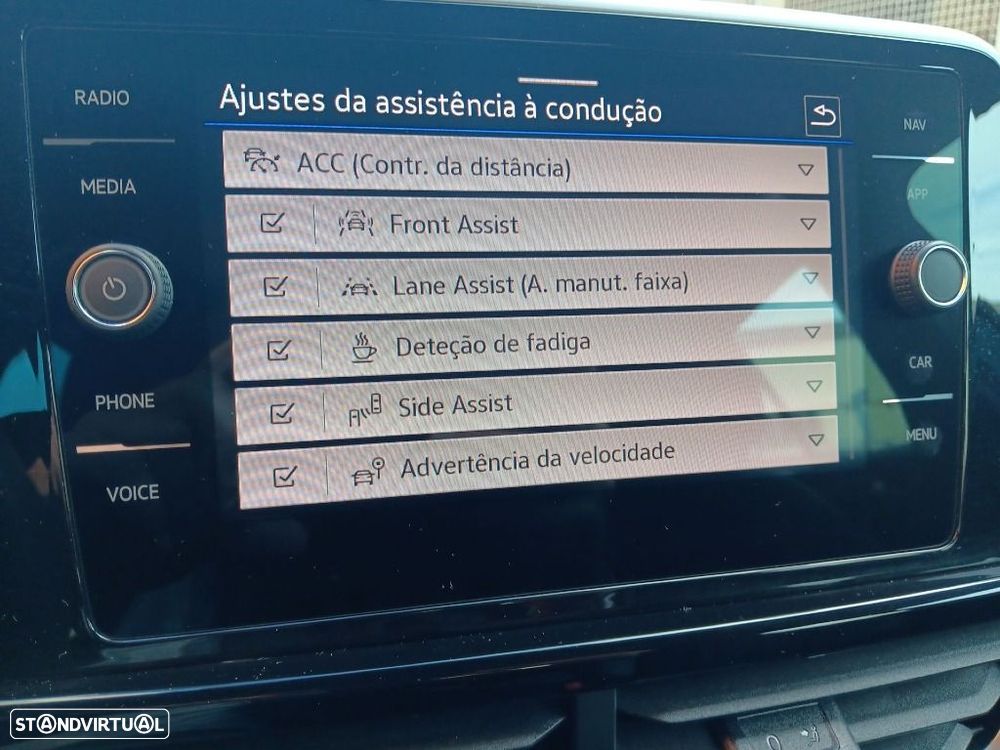 RADIO
MEDIA
PHONE
VOICE
Ajustes da assistência à condução
ACC (Contr. da distância)
Front Assist
Lane Assist (A. manut. faixa)
Deteção de fadiga
Side Assist
Advertência da velocidade
NAV
APP
CAR
MENU
STANDVIRTUAL